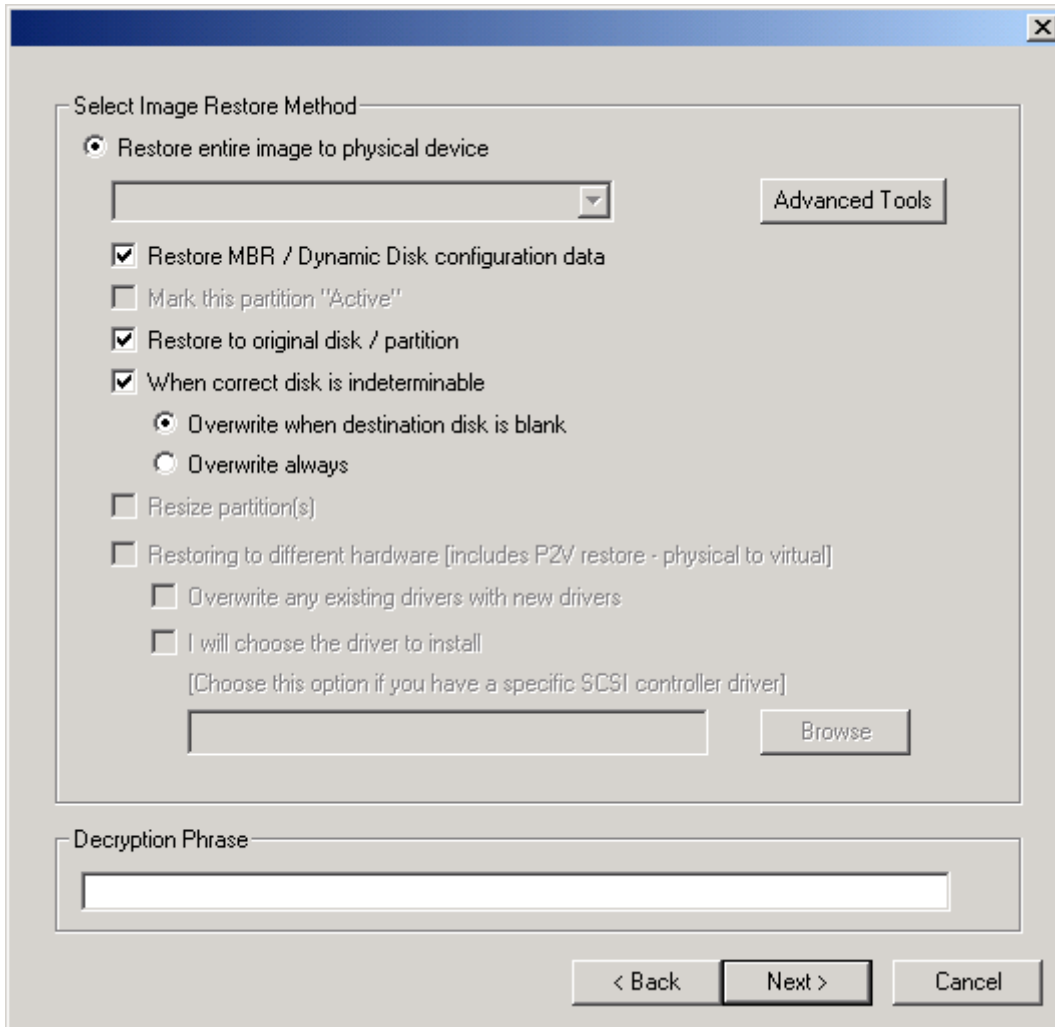 Select Image Restore Method
Restore entire image to physical device
Advanced Tools
Restore MBR / Dynamic Disk configuration data
Mark this partition "Active"
Restore to original disk / partition
When correct disk is indeterminable
Overwrite when destination disk is blank
Overwrite always
Resize partition(s)
Restoring to different hardware [includes P2V restore - physical to virtual]
Overwrite any existing drivers with new drivers
I will choose the driver to install
[Choose this option if you have a specific SCSI controller driver]
Browse
Decryption Phrase
< Back Next > Cancel